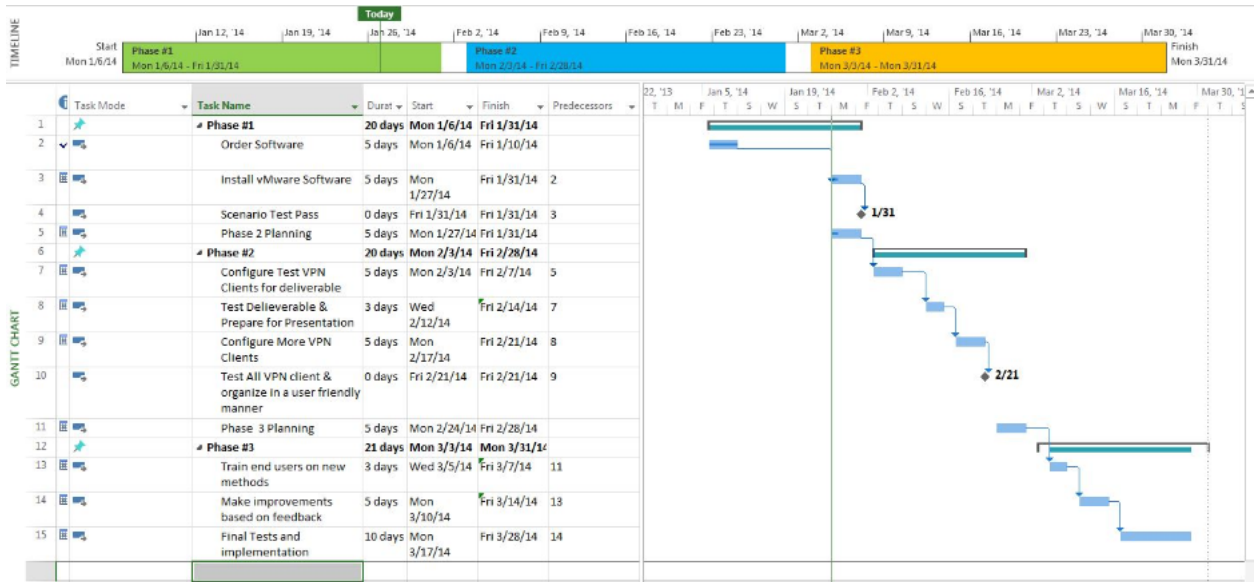 TIMELINE
Today
Jan 12, '14 Jan 19, '14 Jan 26, '14 Feb 2, '14 Feb 9, '14 Feb 16, '14 Feb 23, '14 Mar 2, '14 Mar 9, '14 Mar 16, '14 Mar 23, '14 Mar 30, '14
Start
Mon 1/6/14
Phase #1
Mon 1/6/14 - Fri 1/31/14
Phase #2
Mon 2/3/14 - Fri 2/28/14
Phase #3
Mon 3/3/14 - Mon 3/31/14
Finish
Mon 3/31/14
GANTT CHART
Task Mode Task Name Durat Start Finish Predecessors
22, '13 Jan 5, '14 Jan 19, '14 Feb 2, '14 Feb 16, '14 Mar 2, '14 Mar 16, '14 Mar 30, '1
T M F T S W S T M F T S W S T M F T S W S T M F T S
1 Phase #1 20 days Mon 1/6/14 Fri 1/31/14
2 Order Software 5 days Mon 1/6/14 Fri 1/10/14
3 Install vMware Software 5 days Mon Fri 1/31/14 2
1/27/14
4 Scenario Test Pass 0 days Fri 1/31/14 Fri 1/31/14 3
1/31
5 Phase 2 Planning 5 days Mon 1/27/14 Fri 1/31/14
6 Phase #2 20 days Mon 2/3/14 Fri 2/28/14
7 Configure Test VPN 5 days Mon 2/3/14 Fri 2/7/14 5
Clients for deliverable
8 Test Delieverable & 3 days Wed Fri 2/14/14 7
Prepare for Presentation 2/12/14
9 Configure More VPN 5 days Mon Fri 2/21/14 8
Clients 2/17/14
10 Test All VPN client & 0 days Fri 2/21/14 Fri 2/21/14 9
organize in a user friendly
manner
2/21
11 Phase 3 Planning 5 days Mon 2/24/14 Fri 2/28/14
12 Phase #3 21 days Mon 3/3/14 Mon 3/31/14
13 Train end users on new 3 days Wed 3/5/14 Fri 3/7/14 11
methods
14 Make improvements 5 days Mon Fri 3/14/14 13
based on feedback 3/10/14
15 Final Tests and 10 days Mon Fri 3/28/14 14
implementation 3/17/14